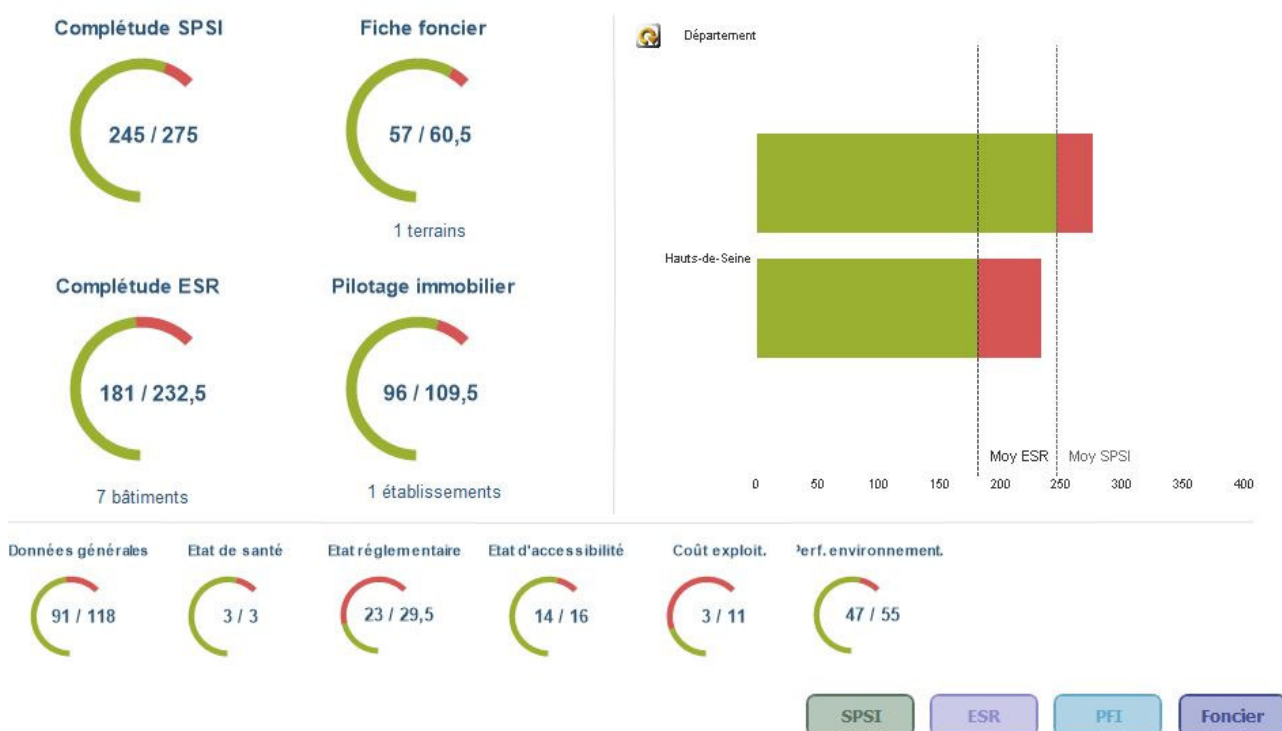 Complétude SPSI
245 / 275
Fiche foncier
57 / 60,5
1 terrains
Complétude ESR
181 / 232,5
7 bâtiments
Pilotage immobilier
96 / 109,5
1 établissements
Département
Hauts-de-Seine
Moy ESR
Moy SPSI
0 50 100 150 200 250 300 350 400
Données générales
91 / 118
Etat de santé
3 / 3
Etat réglementaire
23 / 29,5
Etat d'accessibilité
14 / 16
Coût exploit.
3 / 11
erf. environnement.
47 / 55
SPSI
ESR
PFI
Foncier